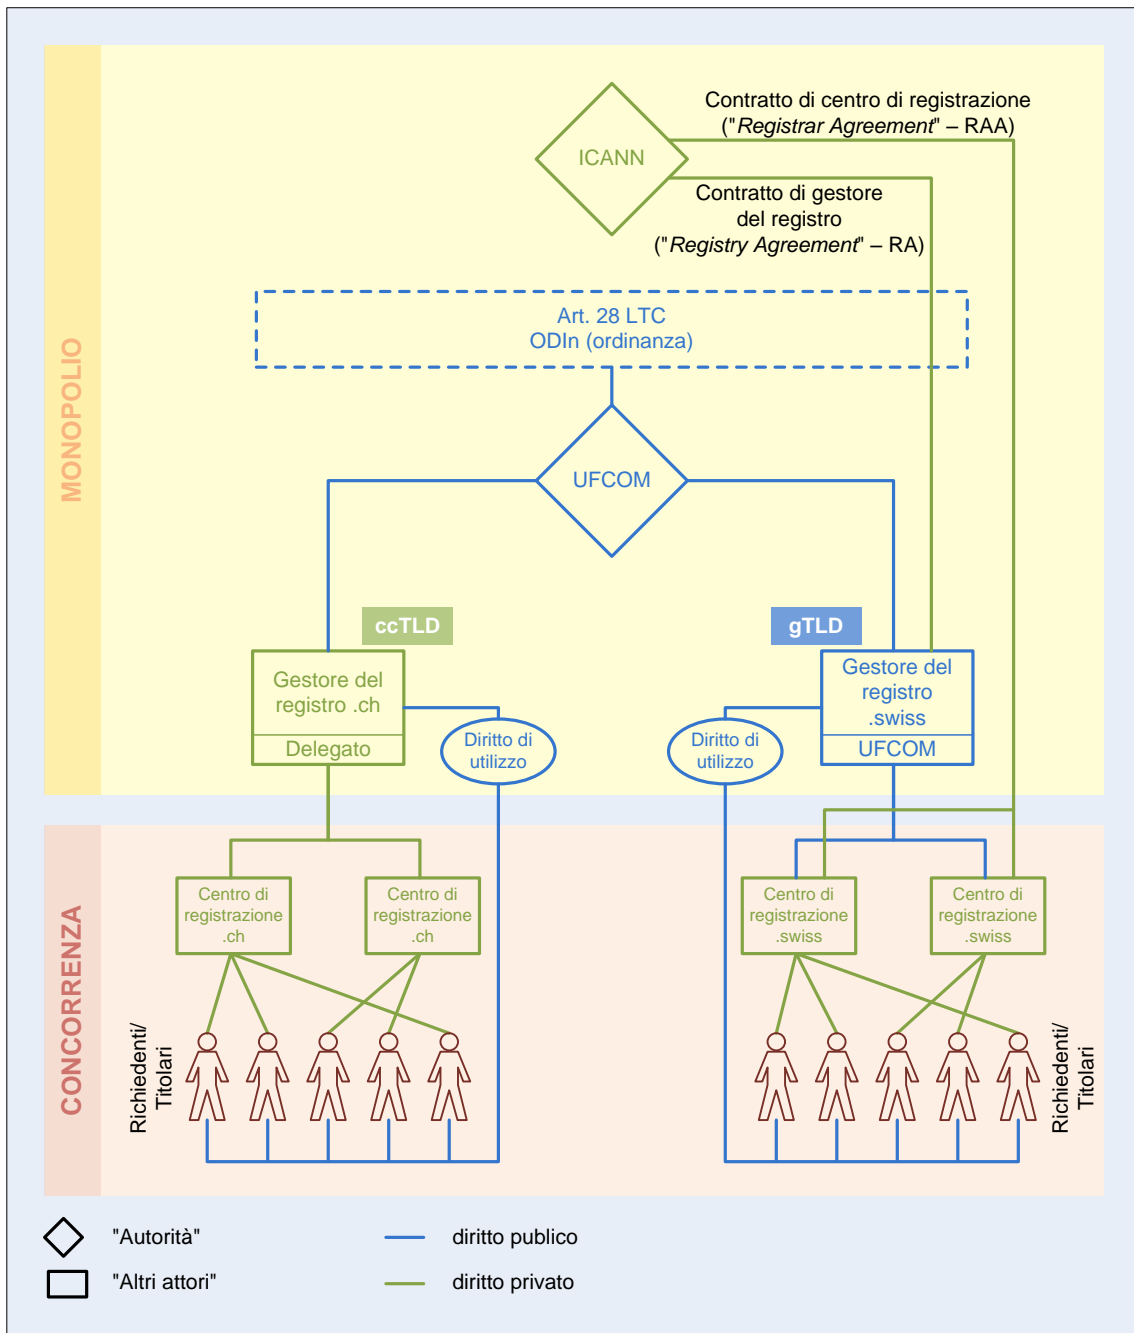 MONOPOLIO
ICANN
Contratto di centro di registrazione
("Registrar Agreement" – RAA)
Contratto di gestore
del registro
("Registry Agreement" – RA)
Art. 28 LTC
ODIn (ordinanza)
UFCOM
ccTLD
gTLD
Gestore del
registro .ch
Delegato
Diritto di
utilizzo
Diritto di
utilizzo
Gestore del
registro
.swiss
UFCOM
CONCORRENZA
Centro di
registrazione
.ch
Centro di
registrazione
.ch
Centro di
registrazione
.swiss
Centro di
registrazione
.swiss
Richiedenti/
Titolari
Richiedenti/
Titolari
"Autorità"
diritto publico
"Altri attori"
diritto privato